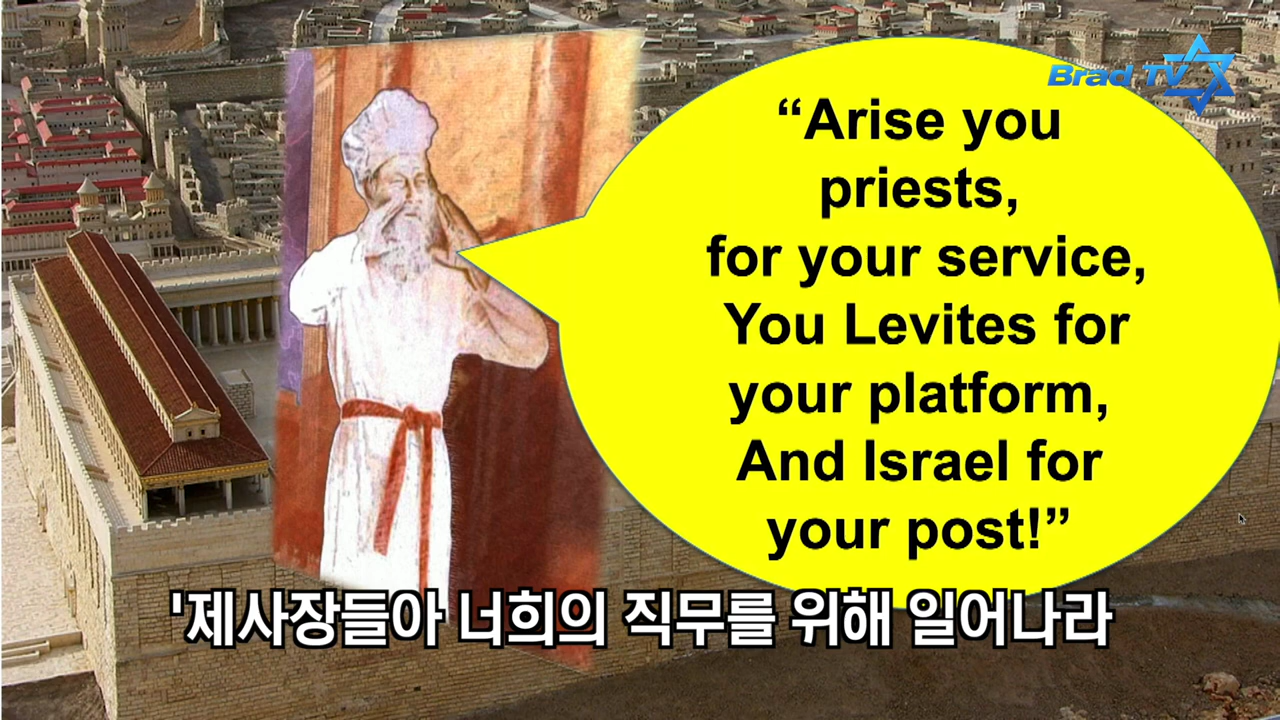 Brad TV
“Arise you
priests,
for your service,
You Levites for
your platform,
And Israel for
your post!”
'제사장들아 너희의 직무를 위해 일어나라